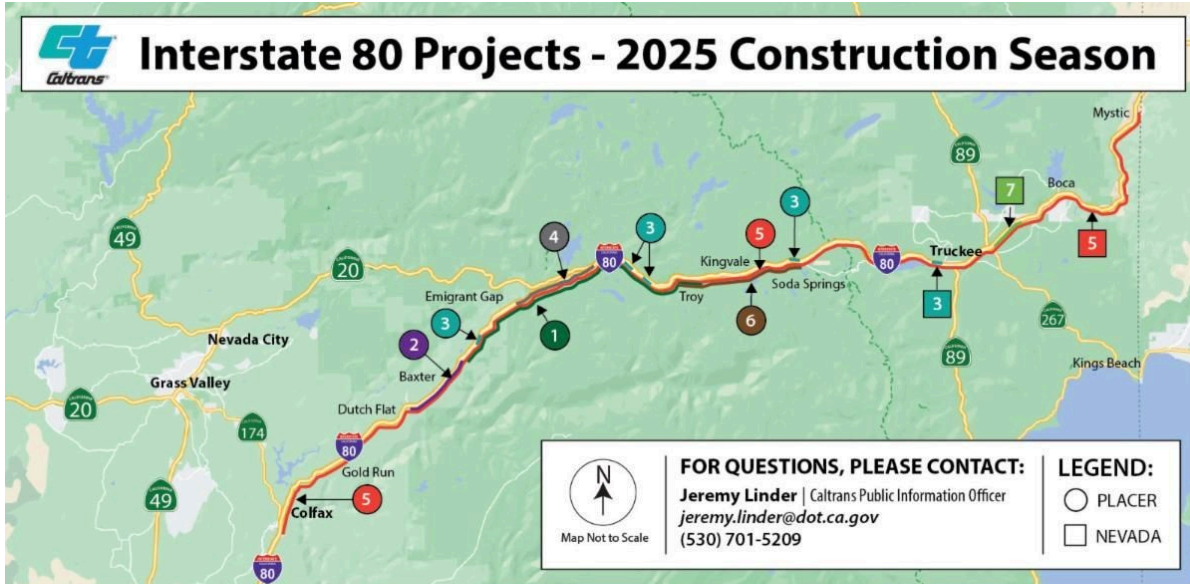 Caltrans
Interstate 80 Projects - 2025 Construction Season
Mystic
89
7
Boca
3
49
4
3
5
Kingvale
80
80
Truckee
5
20
Emigrant Gap
Troy
Soda Springs
3
3
1
6
267
2
Nevada City
Baxter
89
Kings Beach
Grass Valley
20
Dutch Flat
174
80
Gold Run
49
5
Colfax
80
N
Map Not to Scale
FOR QUESTIONS, PLEASE CONTACT:
Jeremy Linder | Caltrans Public Information Officer
jeremy.linder@dot.ca.gov
(530) 701-5209
LEGEND:
PLACER
NEVADA